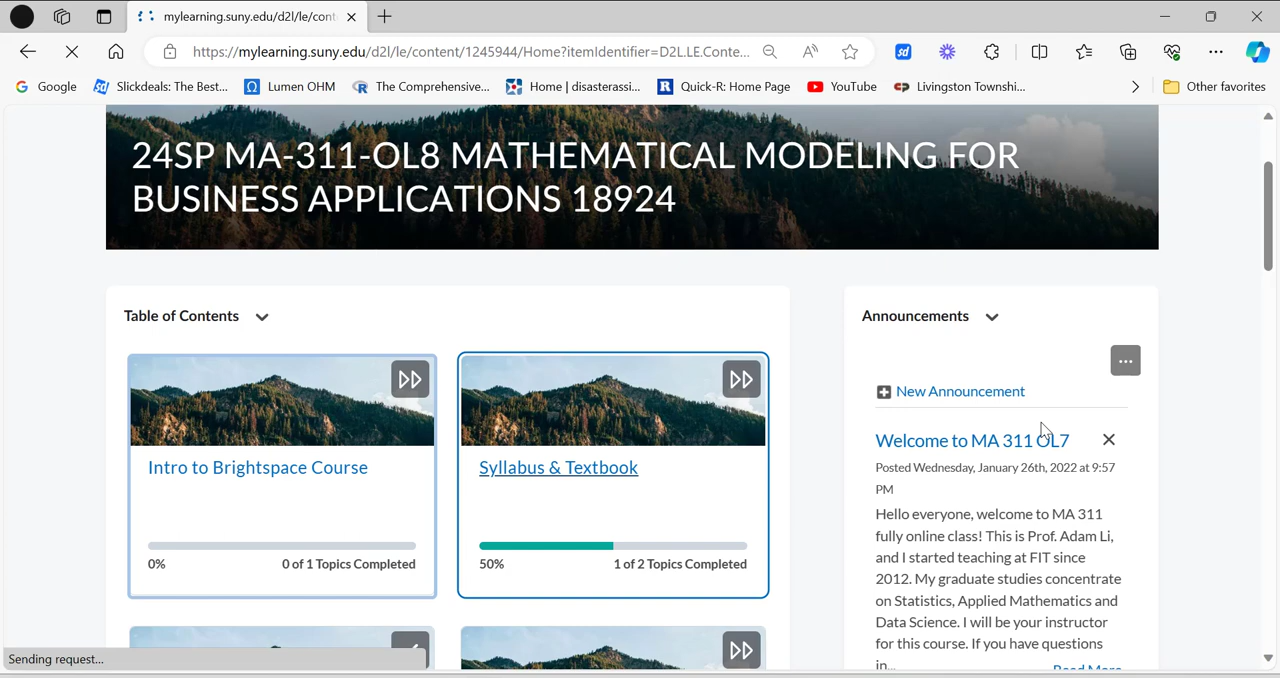 mylearning.suny.edu/d2l/le/cont
https://mylearning.suny.edu/d2l/le/content/1245944/Home?itemIdentifier=D2L.LE.Conte...
Google
Slickdeals: The Best...
Lumen OHM
The Comprehense...
Home | disasterassi...
Quick-R: Home Page
YouTube
Livingston Townshi...
Other favorites
24SP MA-311-OL8 MATHEMATICAL MODELING FOR
BUSINESS APPLICATIONS 18924
Table of Contents
Intro to Brightspace Course
0%
0 of 1 Topics Completed
Syllabus & Textbook
50%
1 of 2 Topics Completed
Announcements
New Announcement
Welcome to MA 311 OL7
Posted Wednesday, January 26th, 2022 at 9:57
PM
Hello everyone, welcome to MA 311
fully online class! This is Prof. Adam Li,
and I started teaching at FIT since
2012. My graduate studies concentrate
on Statistics, Applied Mathematics and
Data Science. I will be your instructor
for this course. If you have questions
in...
Read More
Sending request...